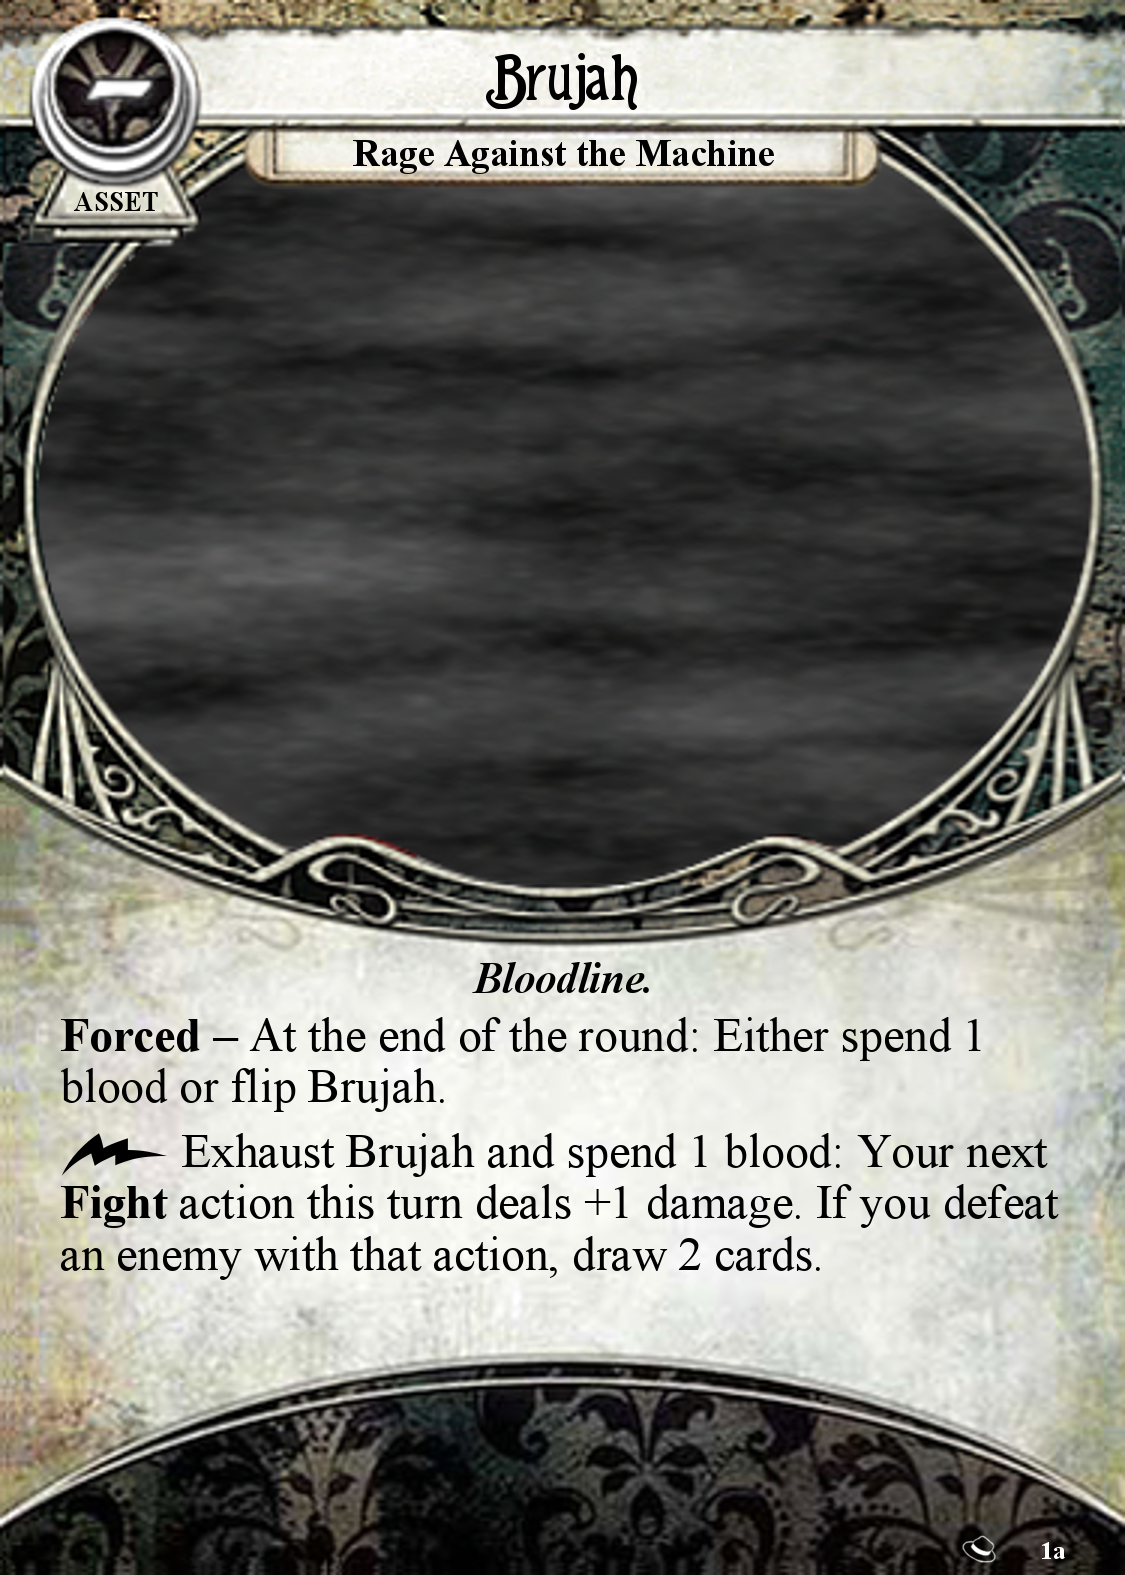 Brujah
Rage Against the Machine
ASSET
Bloodline.
Forced – At the end of the round: Either spend 1
blood or flip Brujah.
Exhaust Brujah and spend 1 blood: Your next
Fight action this turn deals +1 damage. If you defeat
an enemy with that action, draw 2 cards.
1a